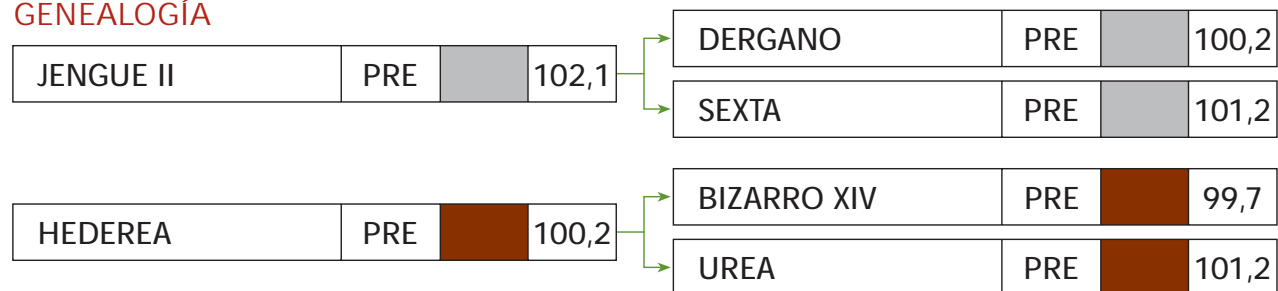 GENEALOGÍA
JENGUE II PRE 102,1
DERGANO PRE 100,2
SEXTA PRE 101,2
HEDEREA PRE 100,2
BIZARRO XIV PRE 99,7
UREA PRE 101,2